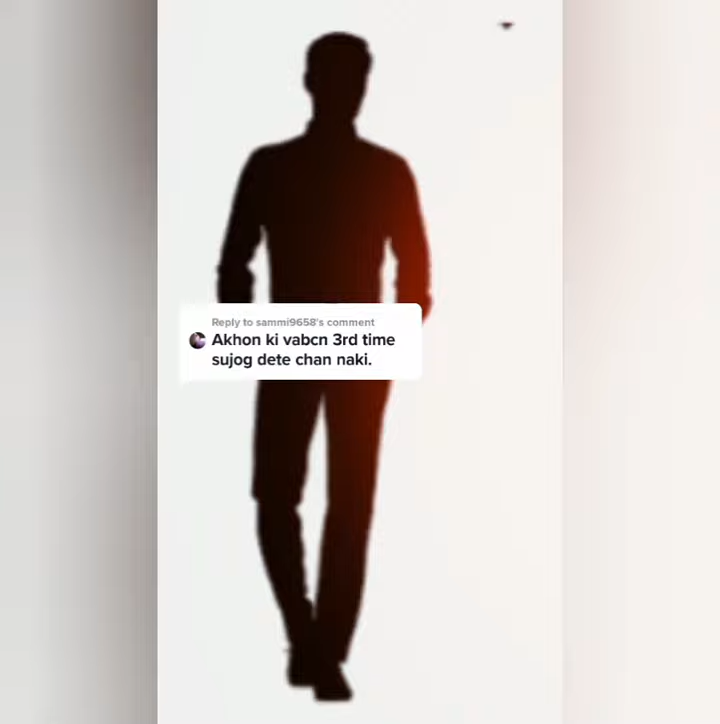 Reply to sammi9658's comment
Akhon ki vabcn 3rd time
sujog dete chan naki.